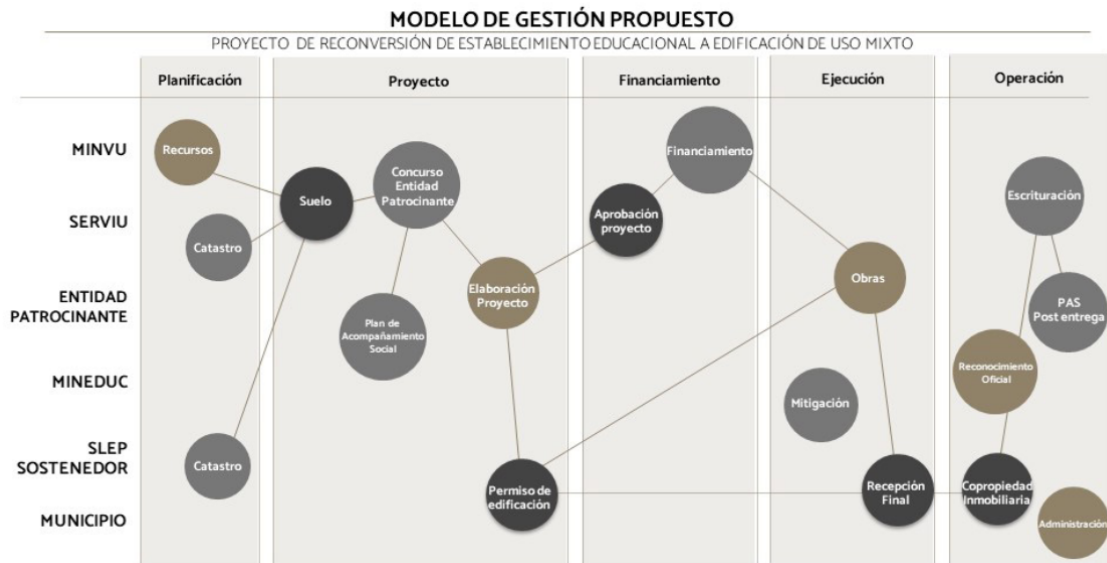 MODELO DE GESTIÓN PROPUESTO
PROYECTO DE RECONVERSIÓN DE ESTABLECIMIENTO EDUCACIONAL A EDIFICACIÓN DE USO MIXTO
Planificación
Proyecto
Financiamiento
Ejecución
Operación
MINVU
SERVIU
ENTIDAD
PATROCINANTE
MINEDUC
SLEP
SOSTENEDOR
MUNICIPIO
Recursos
Catastro
Catastro
Suelo
Concurso
Entidad
Patrocinante
Plan de
Acompañamiento
Social
Elaboración
Proyecto
Permiso de
edificación
Aprobación
proyecto
Financiamiento
Obras
Mitigación
Recepción
Final
Escrituración
PAS
Post entrega
Reconocimiento
Oficial
Copropiedad
Inmobiliaria
Administración